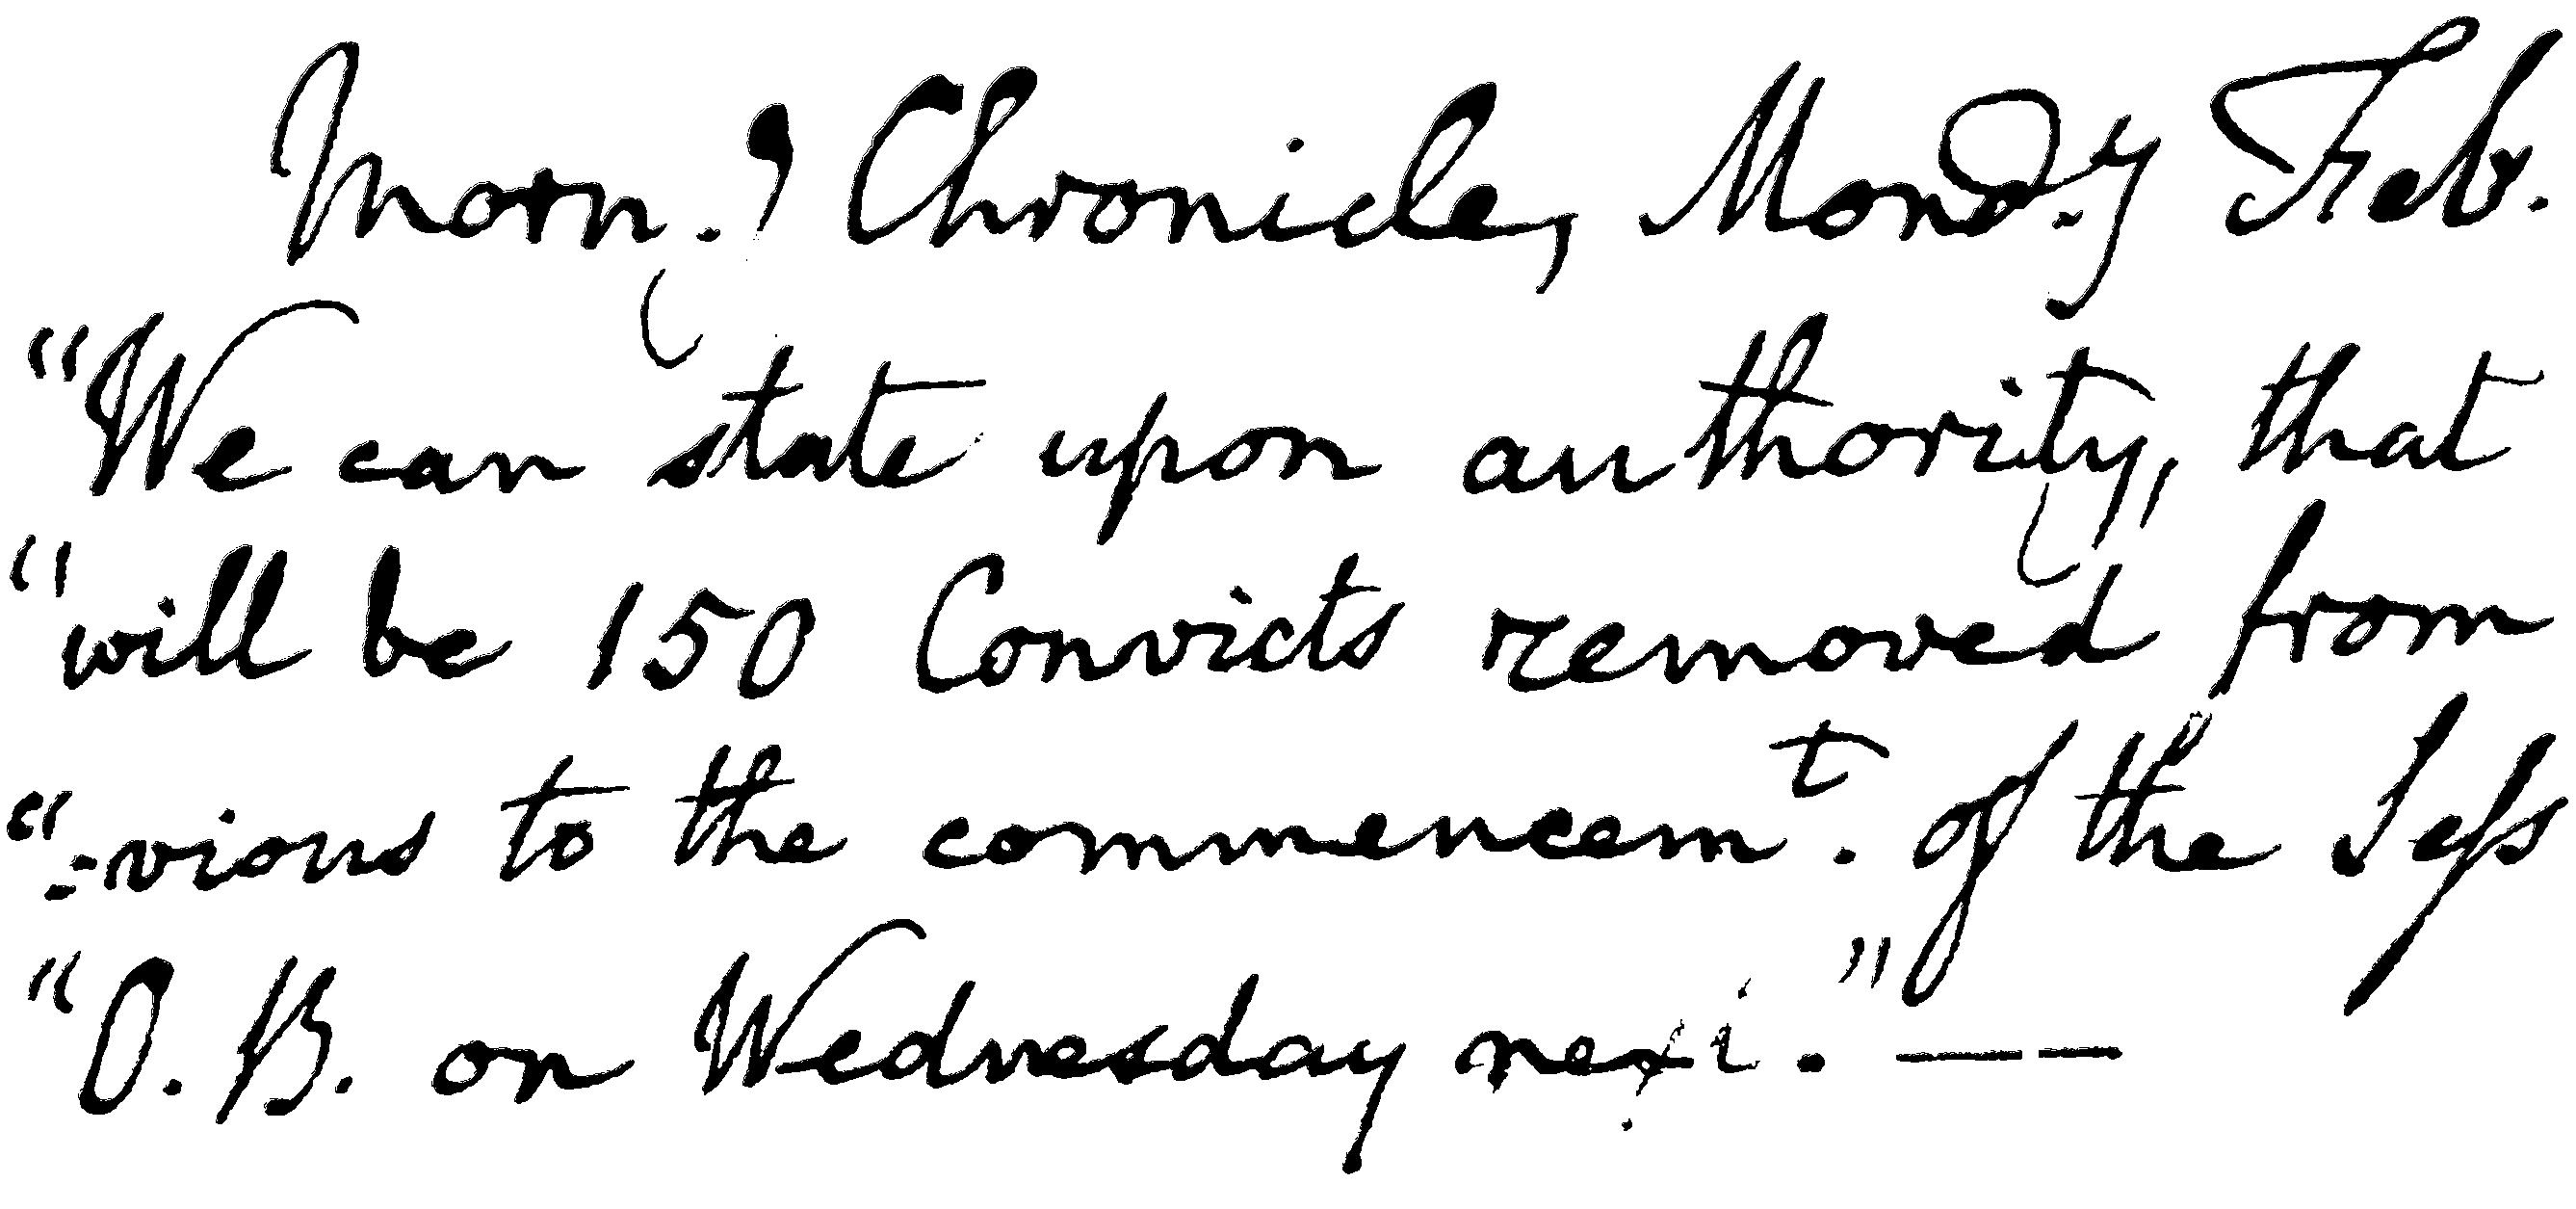 Morn.g Chronicle, Mond.y Feb.
"We can state upon authority, that
"will be 150 Convicts removed from
"=vious to the commencem.t of the Sess
"O. B. on Wednesday next." ——